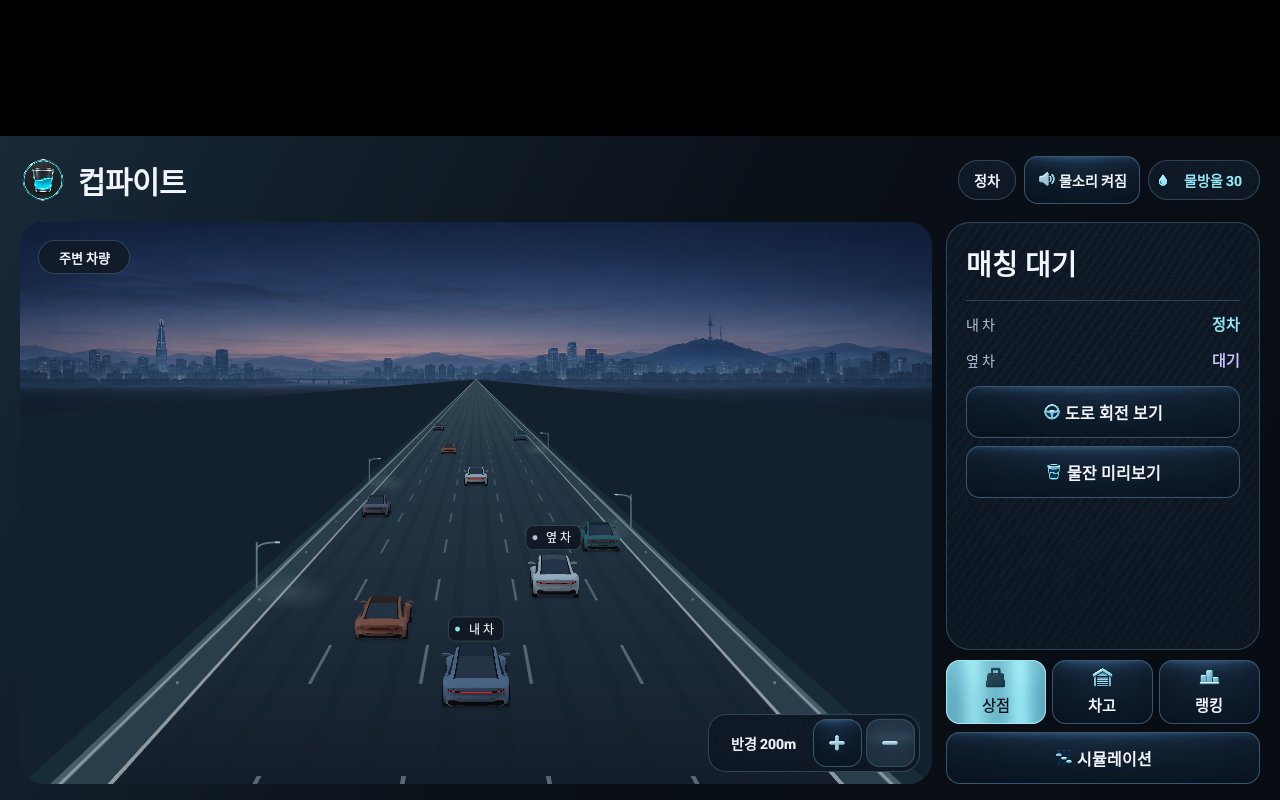 컵파이트
정차
물소리 켜짐
물방울 30
주변 차량
매칭 대기
내 차
정차
옆 차
대기
도로 회전 보기
물잔 미리보기
옆 차
내 차
반경 200m
+
−
상점
차고
랭킹
시뮬레이션